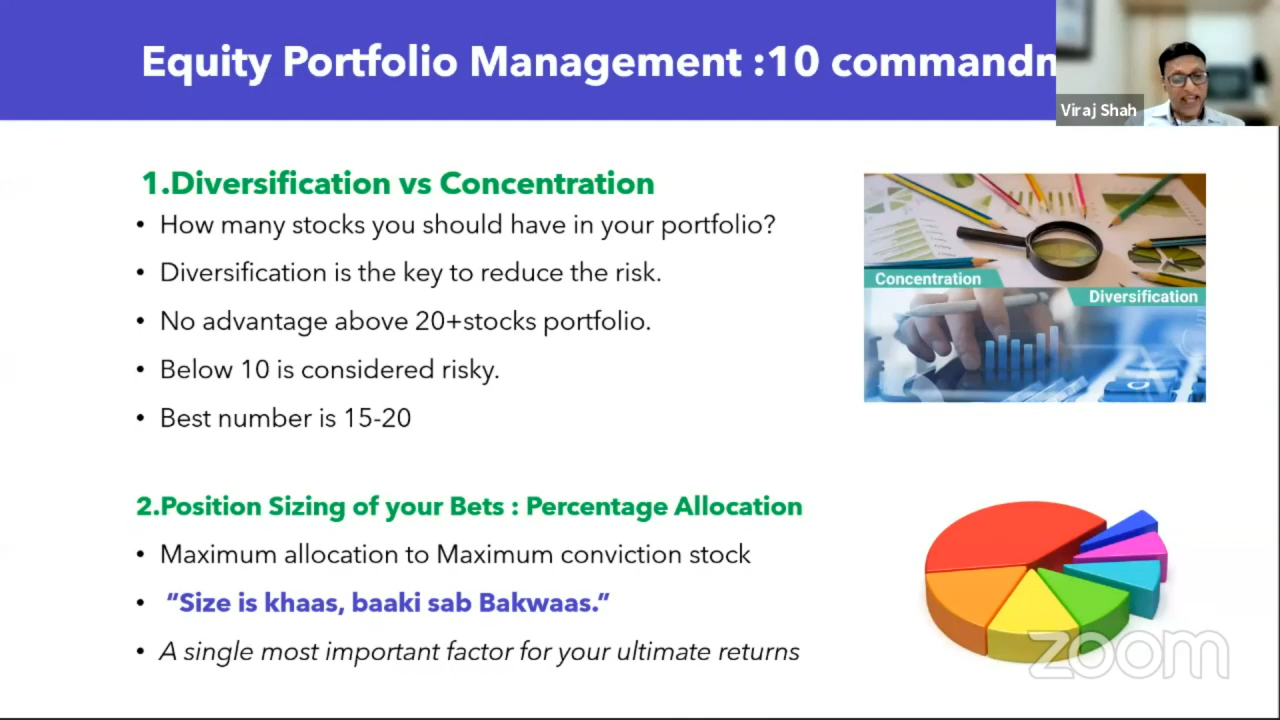 Equity Portfolio Management :10 commandm
Viraj Shah
1.Diversification vs Concentration
• How many stocks you should have in your portfolio?
• Diversification is the key to reduce the risk.
• No advantage above 20+stocks portfolio.
• Below 10 is considered risky.
• Best number is 15-20
Concentration
Diversification
2.Position Sizing of your Bets : Percentage Allocation
• Maximum allocation to Maximum conviction stock
• “Size is khaas, baaki sab Bakwaas.”
• A single most important factor for your ultimate returns
zoom